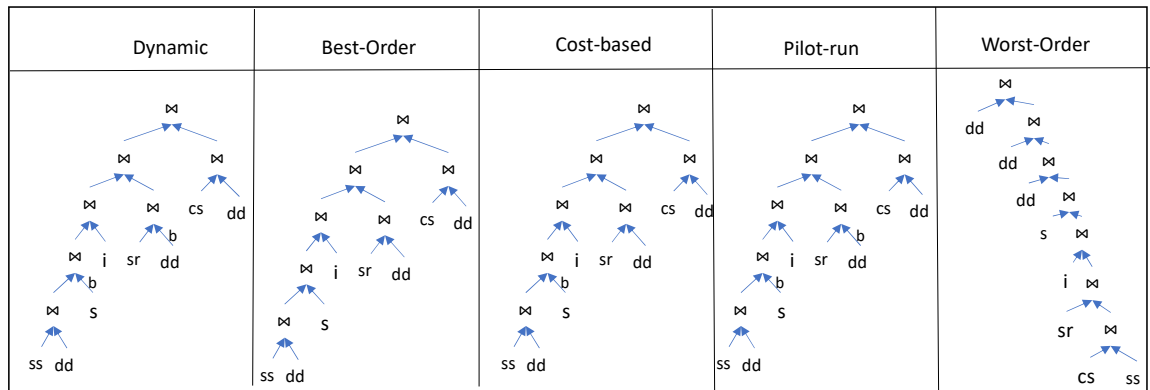 Dynamic
Best-Order
Cost-based
Pilot-run
Worst-Order
⋈ ⋈ ⋈ ⋈ ⋈
dd
⋈ ⋈ ⋈ ⋈ ⋈ ⋈ ⋈ ⋈ ⋈
dd ⋈
dd
⋈ ⋈ cs dd ⋈ ⋈ cs dd ⋈ ⋈ cs dd ⋈ ⋈ cs dd ⋈
b b b s ⋈
⋈ i sr dd ⋈ i sr dd ⋈ i sr dd ⋈ i sr dd
b b b i ⋈
⋈ s ⋈ s ⋈ s ⋈ s sr ⋈
ss dd ss dd ss dd ss dd cs ss